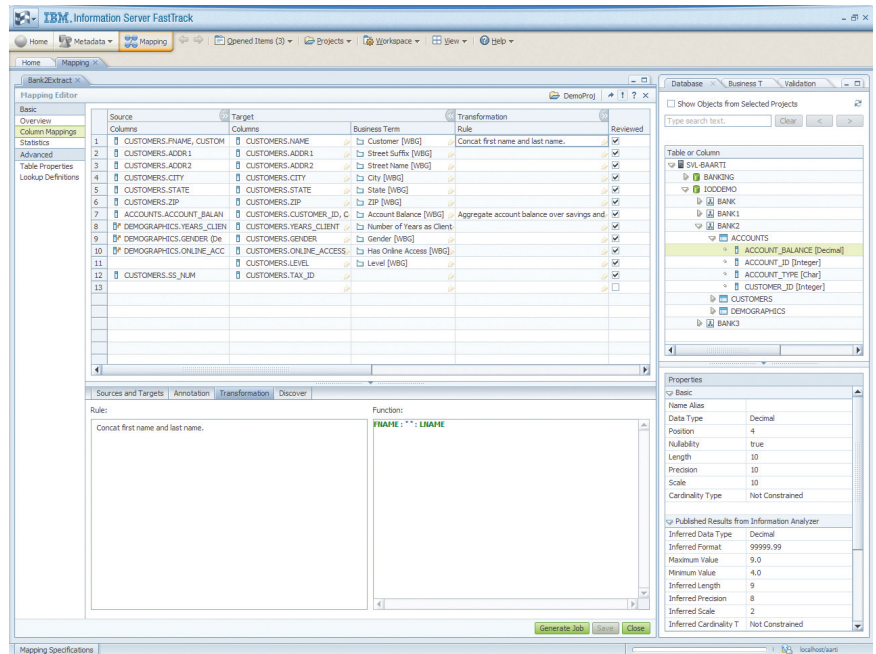 IBM. Information Server FastTrack
Home Metadata Mapping Opened Items (3) Projects Workspace View Help
Home Mapping
Bank2Extract
Mapping Editor DemoProj
Basic
Overview
Column Mappings
Statistics
Advanced
Table Properties
Lookup Definitions
Source Target Transformation
Columns Columns Business Term Rule Reviewed
1 CUSTOMERS.FNAME, CUSTOM CUSTOMERS.NAME Customer [WBG] Concat first name and last name.
2 CUSTOMERS.ADDR1 CUSTOMERS.ADDR1 Street Suffix [WBG]
3 CUSTOMERS.ADDR2 CUSTOMERS.ADDR2 Street Name [WBG]
4 CUSTOMERS.CITY CUSTOMERS.CITY City [WBG]
5 CUSTOMERS.STATE CUSTOMERS.STATE State [WBG]
6 CUSTOMERS.ZIP CUSTOMERS.ZIP ZIP [WBG]
7 ACCOUNTS.ACCOUNT_BALAN CUSTOMERS.CUSTOMER_ID, C Account Balance [WBG] Aggregate account balance over savings and
8 DEMOGRAPHICS.YEARS_CLIEN CUSTOMERS.YEARS_CLIENT Number of Years as Client
9 DEMOGRAPHICS.GENDER (De CUSTOMERS.GENDER Gender [WBG]
10 DEMOGRAPHICS.ONLINE_ACC CUSTOMERS.ONLINE_ACCESS Has Online Access [WBG]
11 CUSTOMERS.LEVEL Level [WBG]
12 CUSTOMERS.SS_NUM CUSTOMERS.TAX_ID
13
Sources and Targets Annotation Transformation Discover
Rule: Function:
Concat first name and last name. FNAME : " " : LNAME
Generate Job Save Close
Database Business T Validation
Show Objects from Selected Projects
Type search text. Clear < >
Table or Column
SVL-BAARTI
BANKING
IODDEMO
BANK
BANK1
BANK2
ACCOUNTS
ACCOUNT_BALANCE [Decimal]
ACCOUNT_ID [Integer]
ACCOUNT_TYPE [Char]
CUSTOMER_ID [Integer]
CUSTOMERS
DEMOGRAPHICS
BANK3
Properties
Basic
Name Alias
Data Type Decimal
Position 4
Nullability true
Length 10
Precision 10
Scale 10
Cardinality Type Not Constrained
Published Results from Information Analyzer
Inferred Data Type Decimal
Inferred Format 99999.99
Maximum Value 9.0
Minimum Value 4.0
Inferred Length 9
Inferred Precision 8
Inferred Scale 2
Inferred Cardinality T Not Constrained
Mapping Specifications localhost/aarti